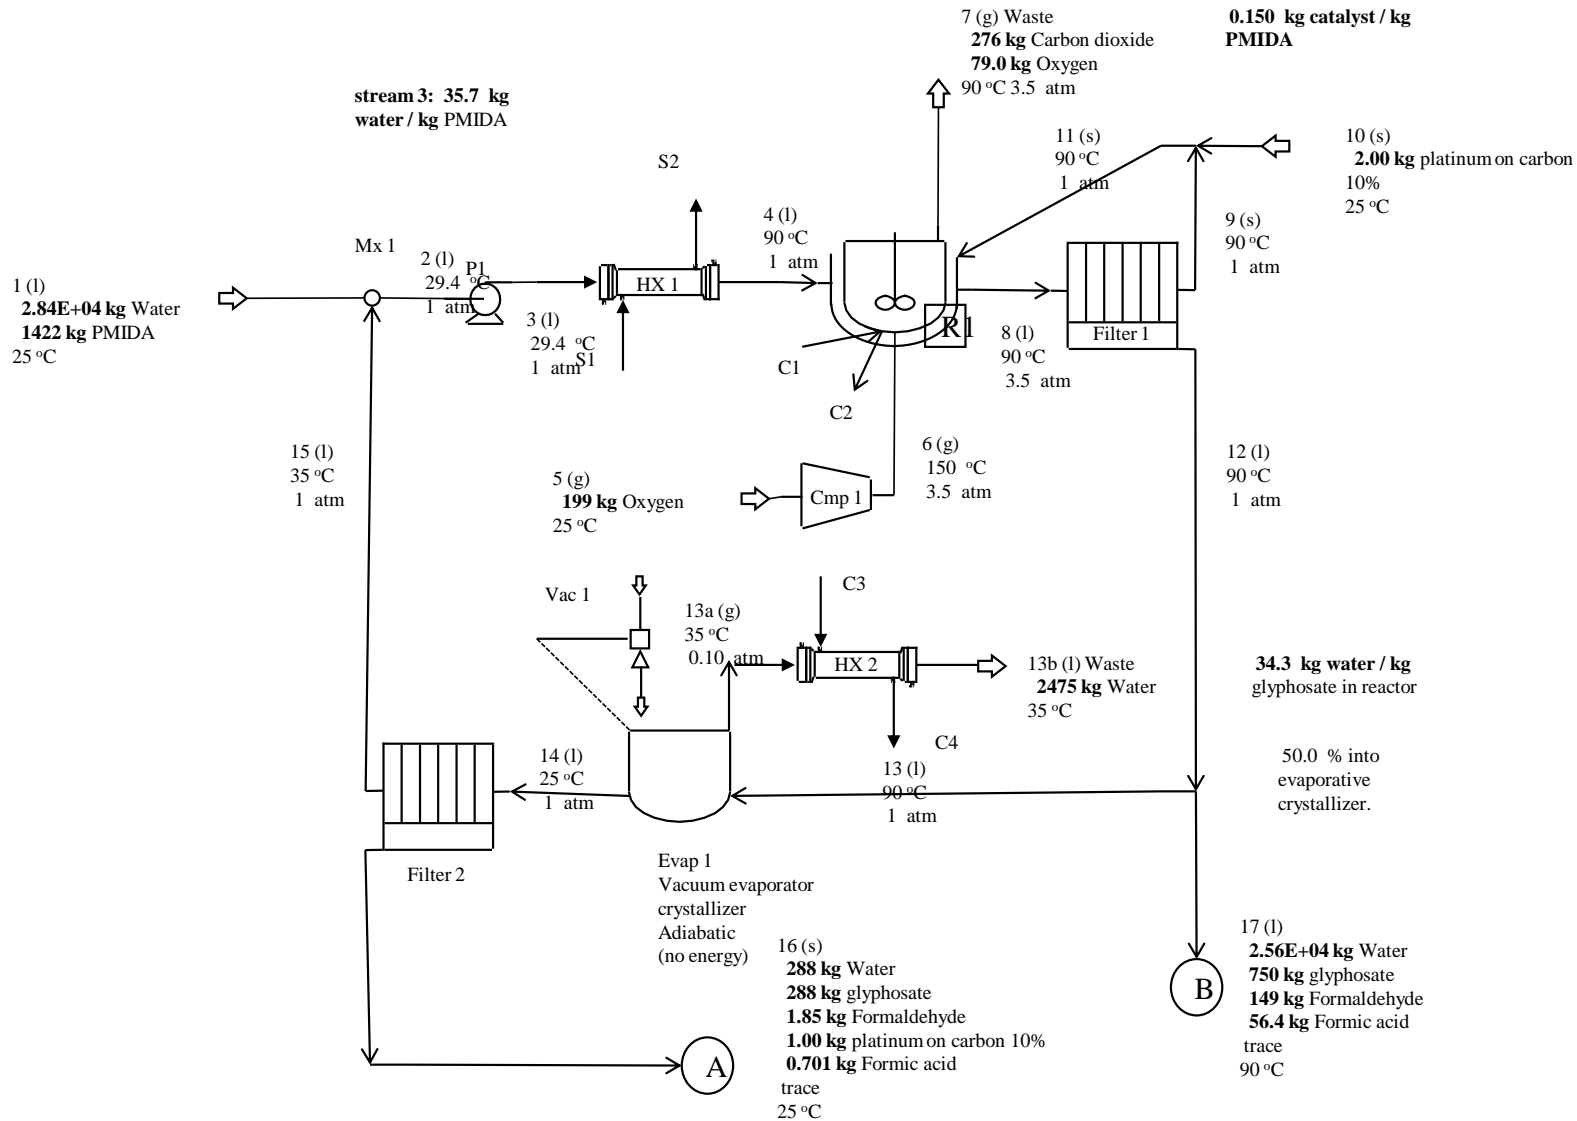 7 (g) Waste
276 kg Carbon dioxide
79.0 kg Oxygen
90 °C 3.5 atm
0.150 kg catalyst / kg
PMIDA
stream 3: 35.7 kg
water / kg PMIDA
11 (s)
90 °C
1 atm
10 (s)
2.00 kg platinum on carbon
10%
25 °C
S2
4 (l)
90 °C
1 atm
9 (s)
90 °C
1 atm
Mx 1
2 (l)
29.4 °C
1 atm
P1
HX 1
1 (l)
2.84E+04 kg Water
1422 kg PMIDA
25 °C
3 (l)
29.4 °C
1 atm
S1
R1
8 (l)
90 °C
3.5 atm
Filter 1
C1
C2
15 (l)
35 °C
1 atm
6 (g)
150 °C
3.5 atm
12 (l)
90 °C
1 atm
5 (g)
199 kg Oxygen
25 °C
Cmp 1
Vac 1
13a (g)
35 °C
0.10 atm
C3
HX 2
13b (l) Waste
2475 kg Water
35 °C
34.3 kg water / kg
glyphosate in reactor
C4
14 (l)
25 °C
1 atm
13 (l)
90 °C
1 atm
50.0 % into
evaporative
crystallizer.
Filter 2
Evap 1
Vacuum evaporator
crystallizer
Adiabatic
(no energy)
16 (s)
288 kg Water
288 kg glyphosate
1.85 kg Formaldehyde
1.00 kg platinum on carbon 10%
0.701 kg Formic acid
trace
25 °C
A
17 (l)
2.56E+04 kg Water
750 kg glyphosate
149 kg Formaldehyde
56.4 kg Formic acid
trace
90 °C
B